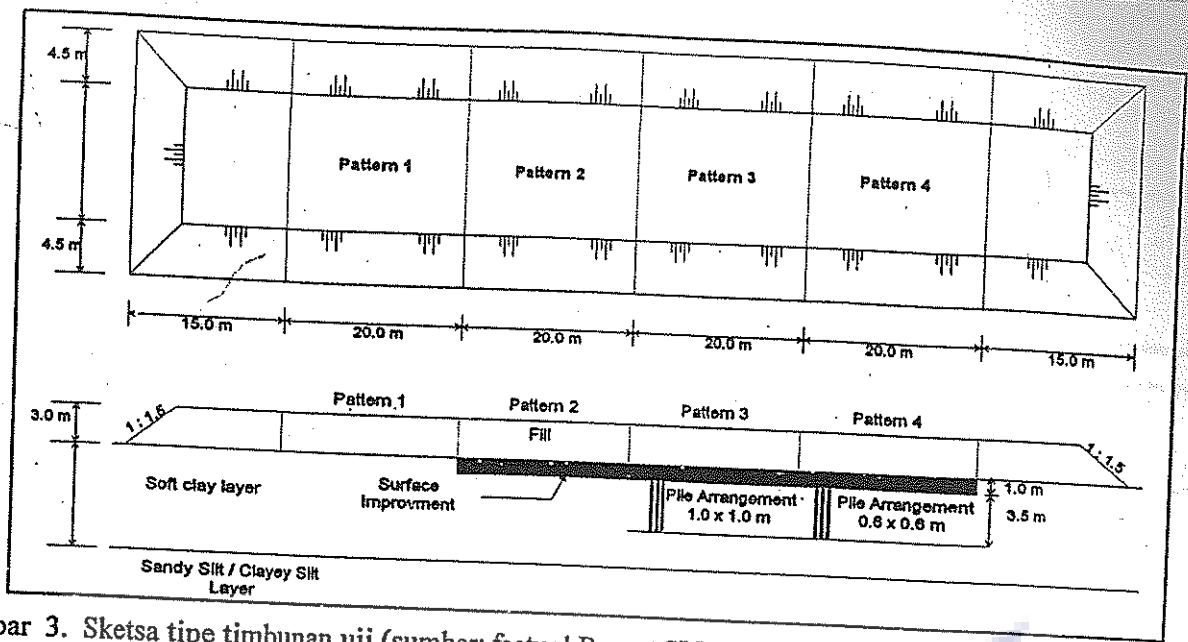 4.5 m
4.5 m
Pattern 1
Pattern 2
Pattern 3
Pattern 4
15.0 m
20.0 m
20.0 m
20.0 m
20.0 m
15.0 m
3.0 m
1 : 1.5
Pattern 1
Pattern 2
Pattern 3
Pattern 4
Fill
1 : 1.5
Soft clay layer
Surface
Improvment
Pile Arrangement
1.0 x 1.0 m
Pile Arrangement
0.6 x 0.6 m
1.0 m
3.5 m
Sandy Silt / Clayey Silt
Layer
bar 3. Sketsa tipe timbunan uji (sumber: